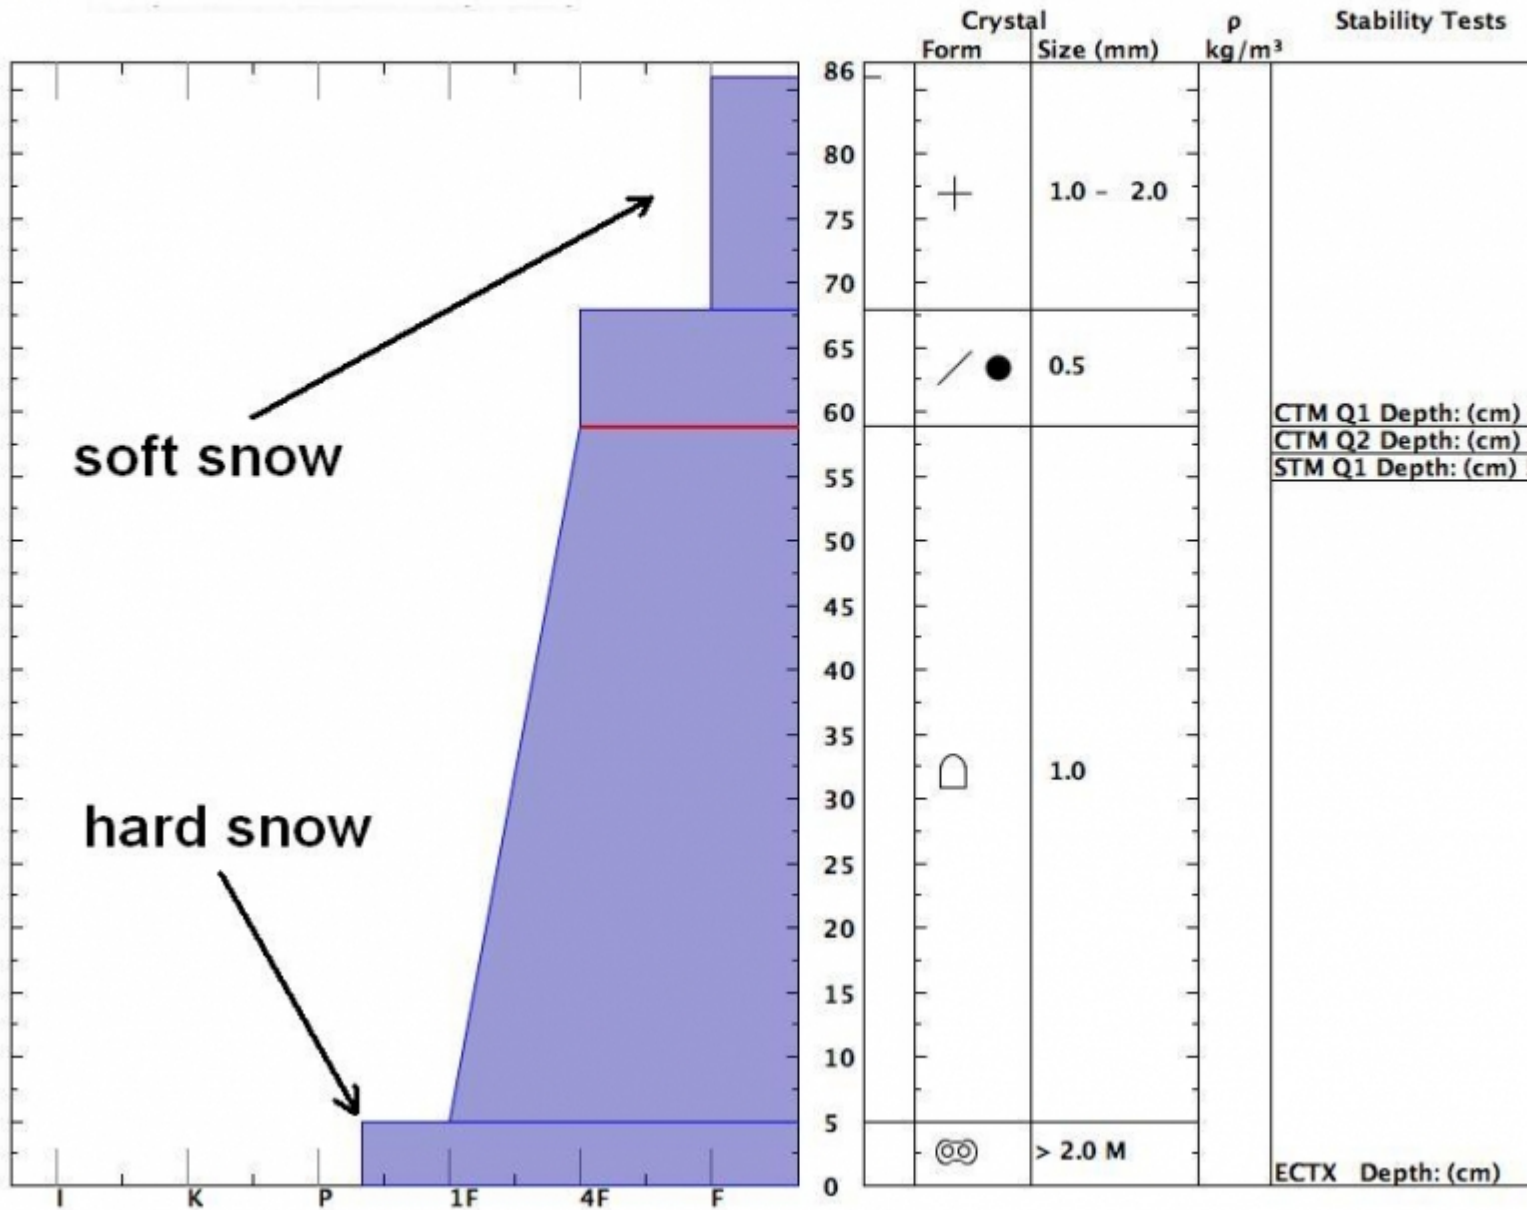 Crystal
Form Size (mm)
ρ
kg/m³
Stability Tests
86
80
1.0 - 2.0
75
70
65
0.5
60
CTM Q1 Depth: (cm)
CTM Q2 Depth: (cm)
STM Q1 Depth: (cm)
soft snow
55
50
45
40
35
1.0
30
hard snow
25
20
15
10
5
> 2.0 M
0
ECTX Depth: (cm)
I K P 1F 4F F